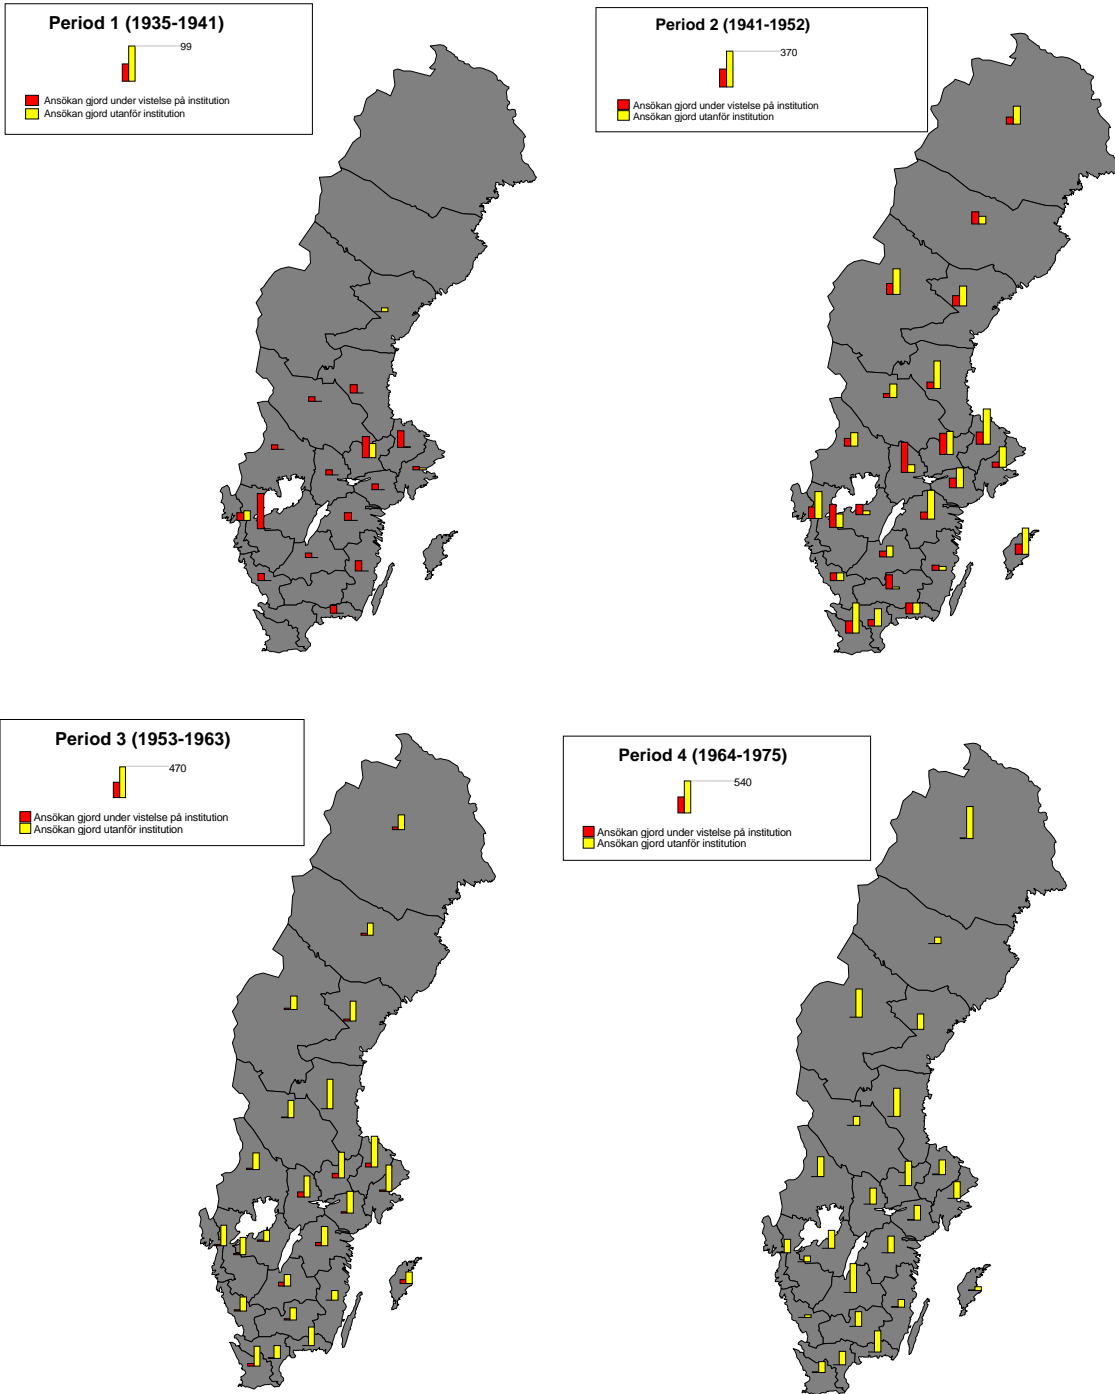 Period 1 (1935-1941)
99
Ansökan gjord under vistelse på institution
Ansökan gjord utanför institution
Period 2 (1941-1952)
370
Ansökan gjord under vistelse på institution
Ansökan gjord utanför institution
Period 3 (1953-1963)
470
Ansökan gjord under vistelse på institution
Ansökan gjord utanför institution
Period 4 (1964-1975)
540
Ansökan gjord under vistelse på institution
Ansökan gjord utanför institution